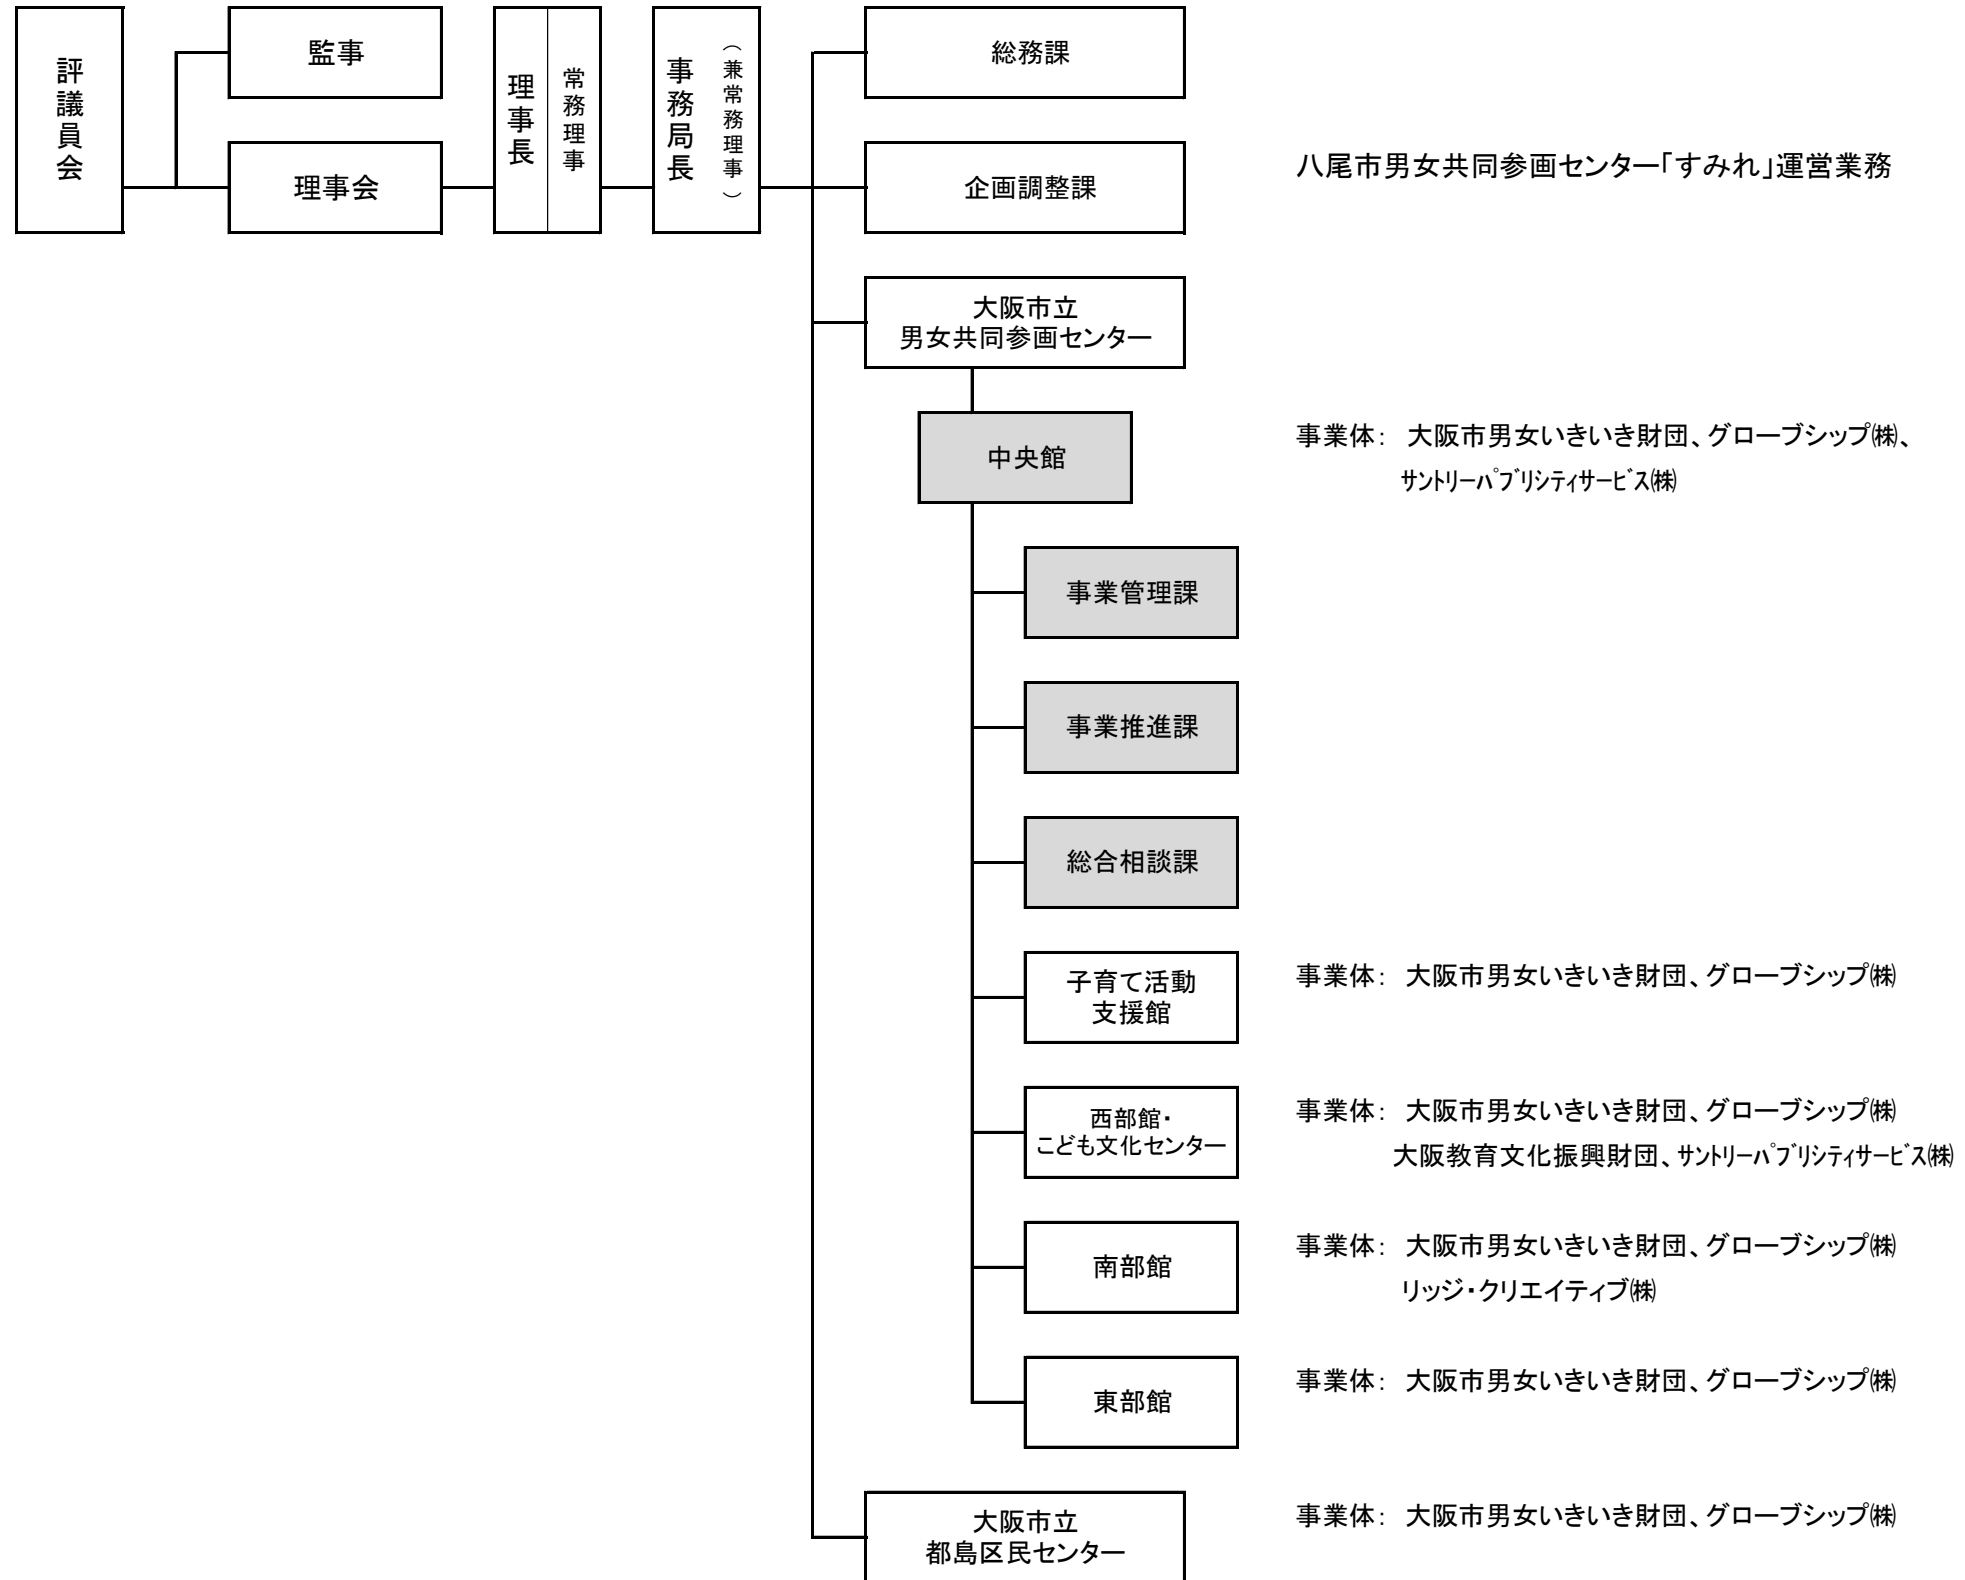 評議員会
監事
理事会
理事長
常務理事
事務局長
（兼常務理事）
総務課
企画調整課
八尾市男女共同参画センター「すみれ」運営業務
大阪市立
男女共同参画センター
中央館
事業体： 大阪市男女いきいき財団、グローブシップ㈱、
ｻﾝﾄﾘｰﾊﾟﾌﾞﾘｼﾃｨｻｰﾋﾞｽ㈱
事業管理課
事業推進課
総合相談課
子育て活動
支援館
事業体： 大阪市男女いきいき財団、グローブシップ㈱
西部館・
こども文化センター
事業体： 大阪市男女いきいき財団、グローブシップ㈱
大阪教育文化振興財団、ｻﾝﾄﾘｰﾊﾟﾌﾞﾘｼﾃｨｻｰﾋﾞｽ㈱
南部館
事業体： 大阪市男女いきいき財団、グローブシップ㈱
リッジ・クリエイティブ㈱
東部館
事業体： 大阪市男女いきいき財団、グローブシップ㈱
大阪市立
都島区民センター
事業体： 大阪市男女いきいき財団、グローブシップ㈱